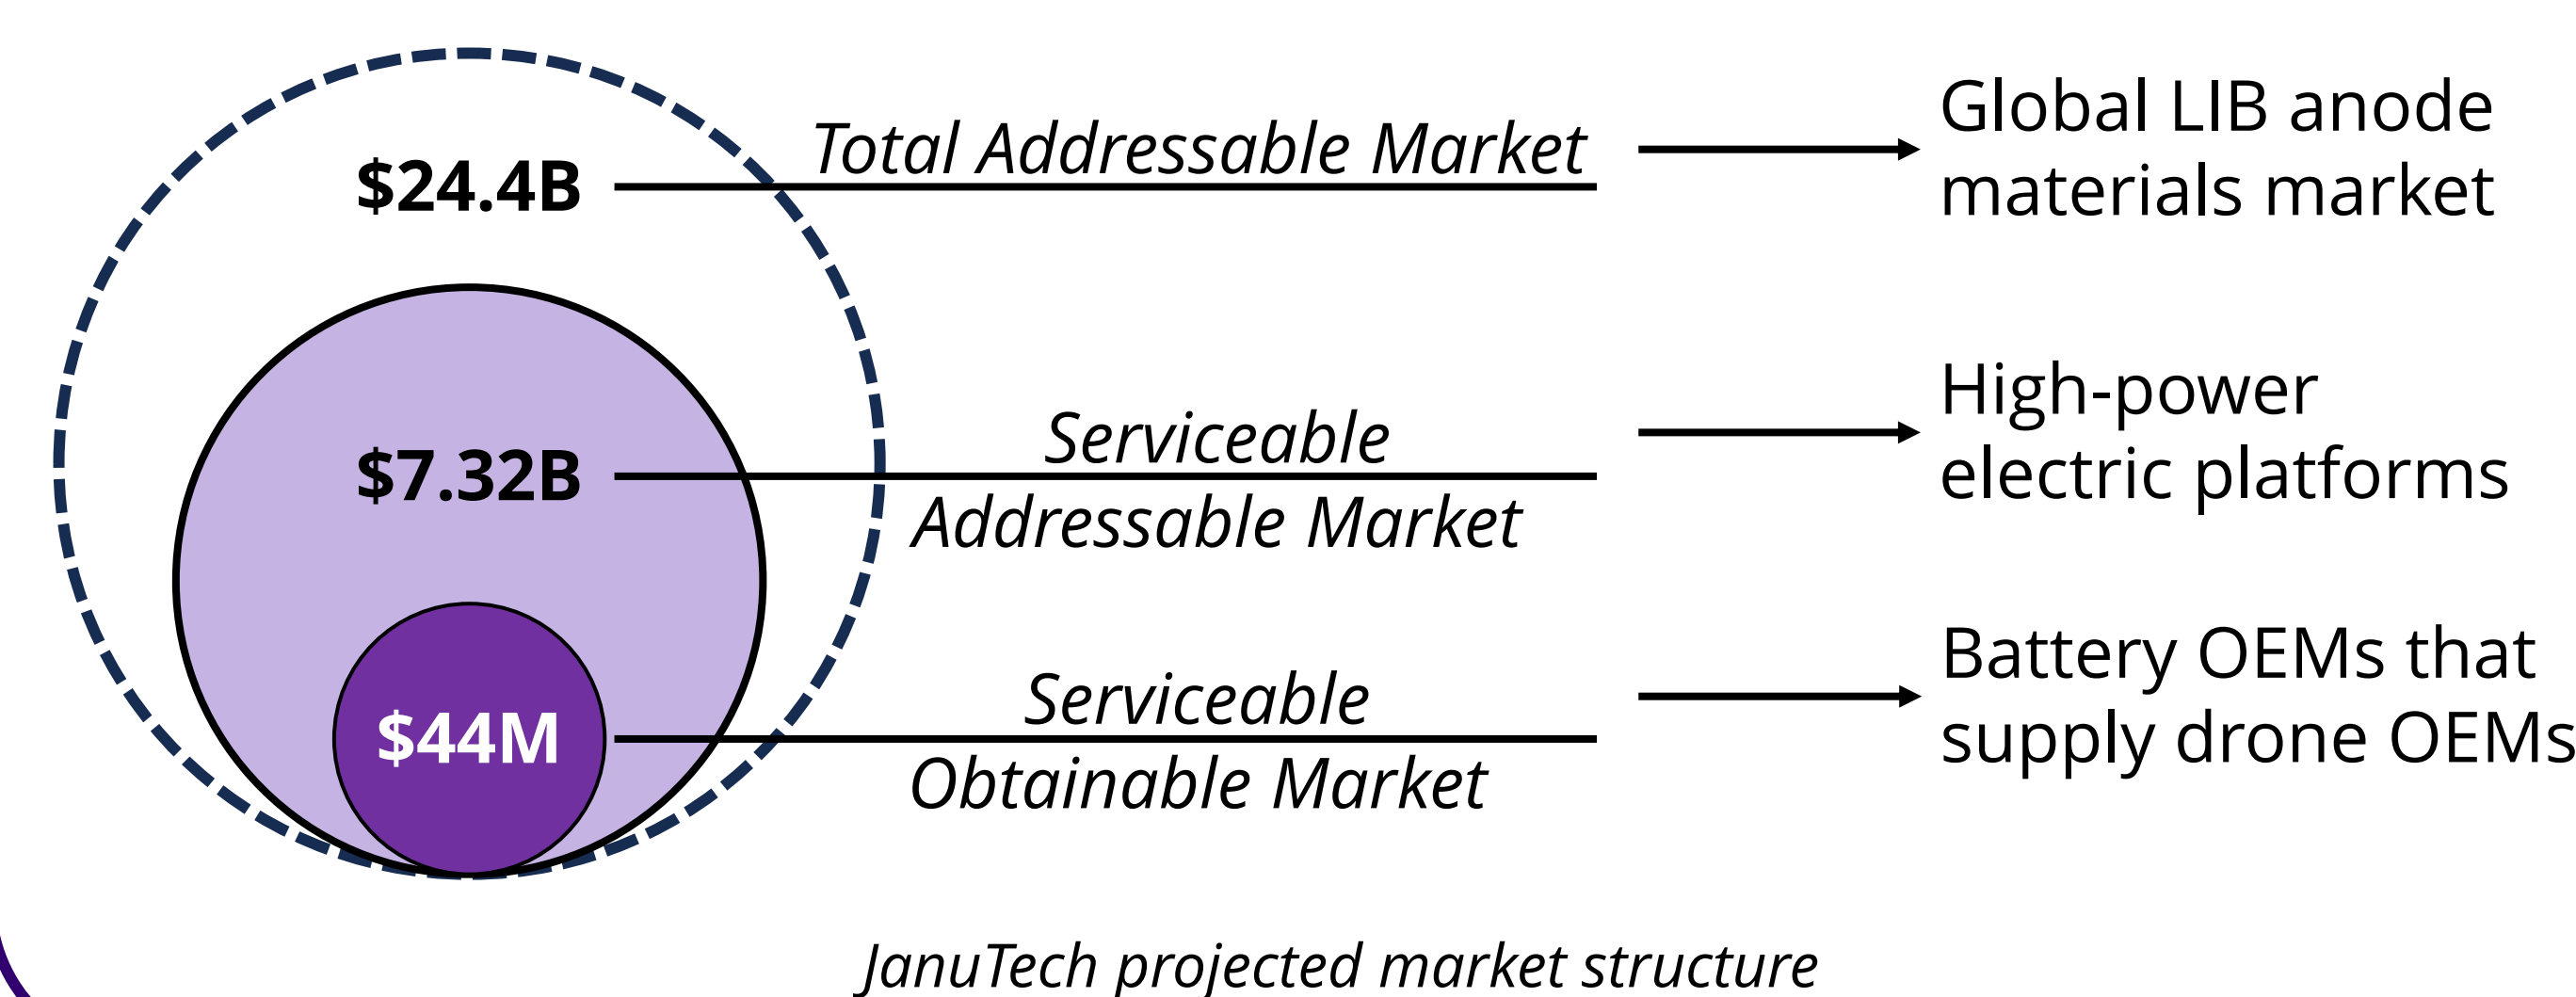 $24.4B
Total Addressable Market
Global LIB anode
materials market
$7.32B
Serviceable
Addressable Market
High-power
electric platforms
$44M
Serviceable
Obtainable Market
Battery OEMs that
supply drone OEMs
JanuTech projected market structure